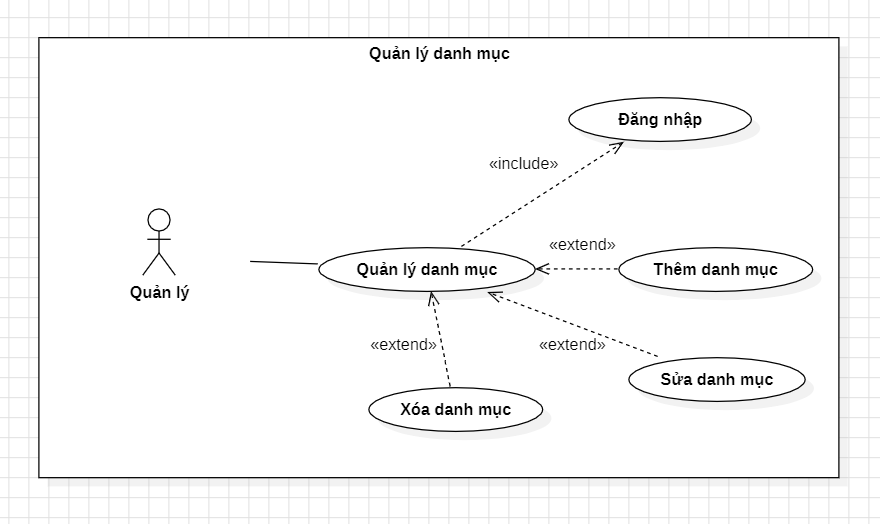 Quản lý danh mục
Đăng nhập
«include»
«extend»
Quản lý danh mục
Thêm danh mục
Quản lý
«extend»
«extend»
Sửa danh mục
Xóa danh mục